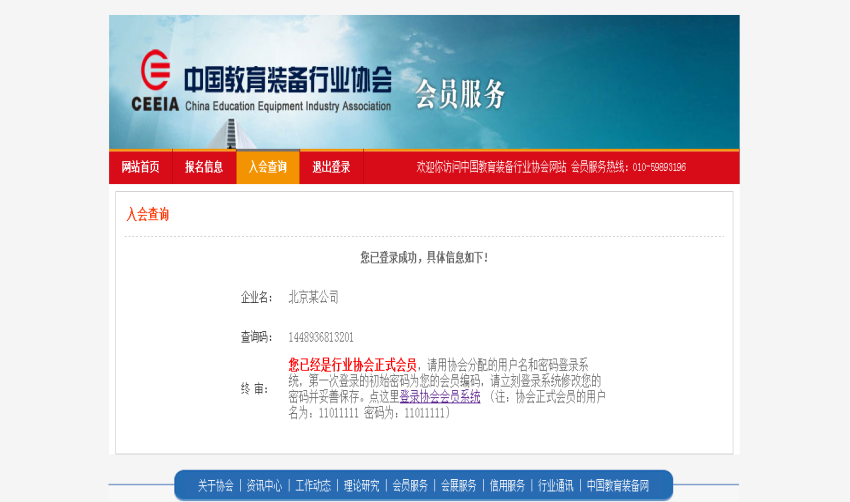 中国教育装备行业协会
CEEIA China Education Equipment Industry Association
会员服务
网站首页 报名信息 入会查询 退出登录 欢迎你访问中国教育装备行业协会网站 会员服务热线：010-59893196
入会查询
您已登录成功，具体信息如下！
企业名： 北京某公司
查询码： 1448936813201
终 审： 您已经是行业协会正式会员，请用协会分配的用户名和密码登录系
统，第一次登录的初始密码为您的会员编码，请立刻登录系统修改您的
密码并妥善保存。点这里登录协会会员系统 （注：协会正式会员的用户
名为：11011111 密码为：11011111）
关于协会 | 资讯中心 | 工作动态 | 理论研究 | 会员服务 | 会展服务 | 信用服务 | 行业通讯 | 中国教育装备网